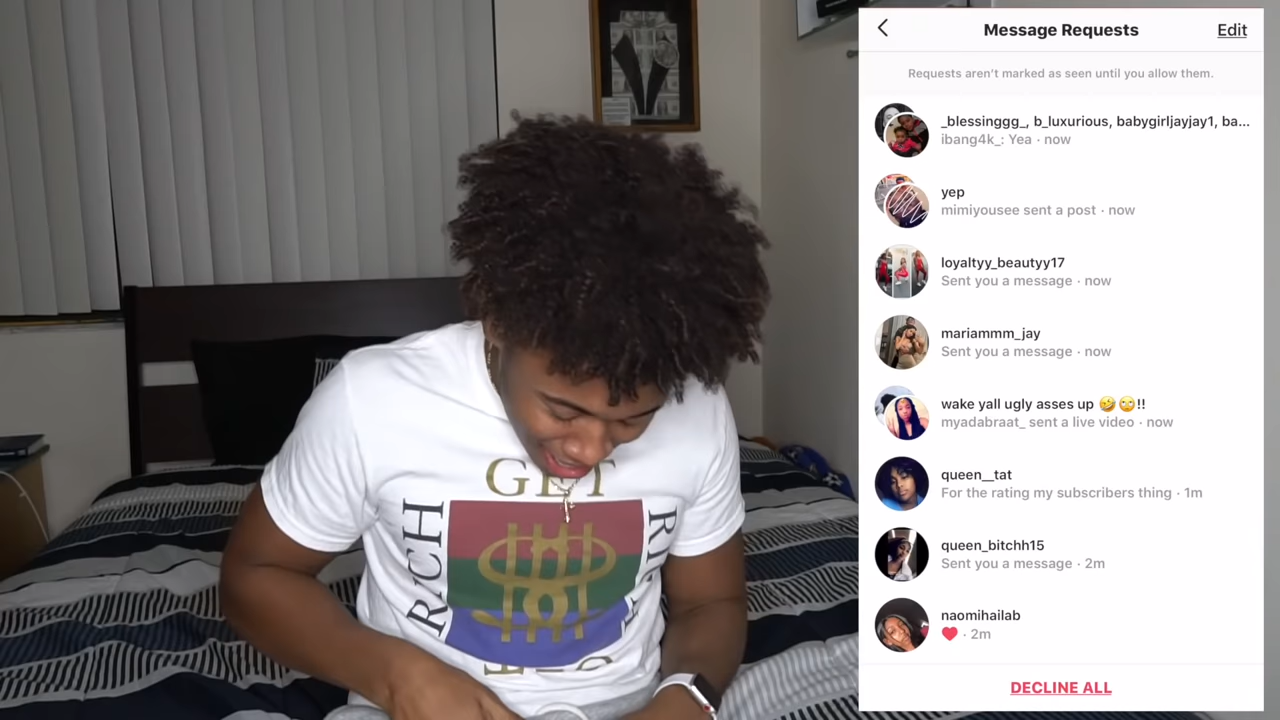 Message Requests
Edit
Requests aren't marked as seen until you allow them.
_blessinggg_, b_luxurious, babygirljayjay1, ba...
ibang4k_: Yea · now
yep
mimiyousee sent a post · now
loyaltyy_beautyy17
Sent you a message · now
mariammm_jay
Sent you a message · now
wake yall ugly asses up 🤣🙄!!
myadabraat_ sent a live video · now
queen__tat
For the rating my subscribers thing · 1m
queen_bitchh15
Sent you a message · 2m
naomihailab
❤️ · 2m
DECLINE ALL
GET
RICH